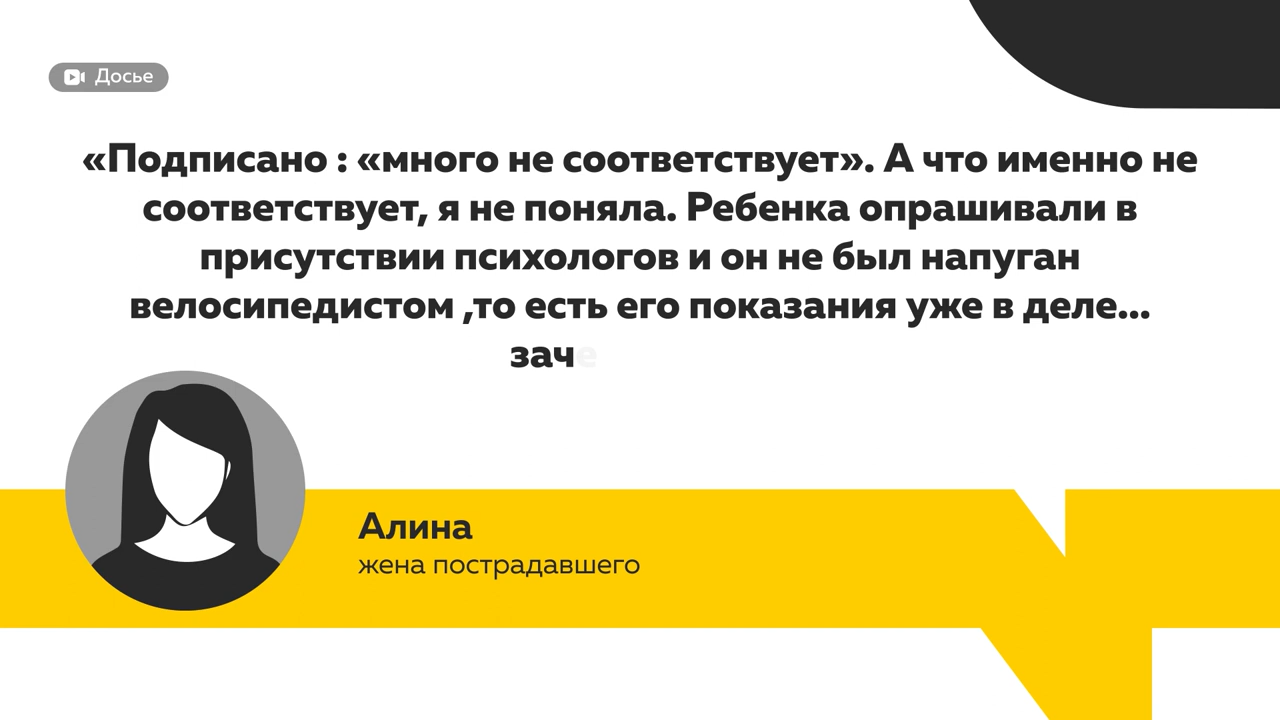 Досье
«Подписано : «много не соответствует». А что именно не
соответствует, я не поняла. Ребенка опрашивали в
присутствии психологов и он не был напуган
велосипедистом ,то есть его показания уже в деле...
заче
Алина
жена пострадавшего